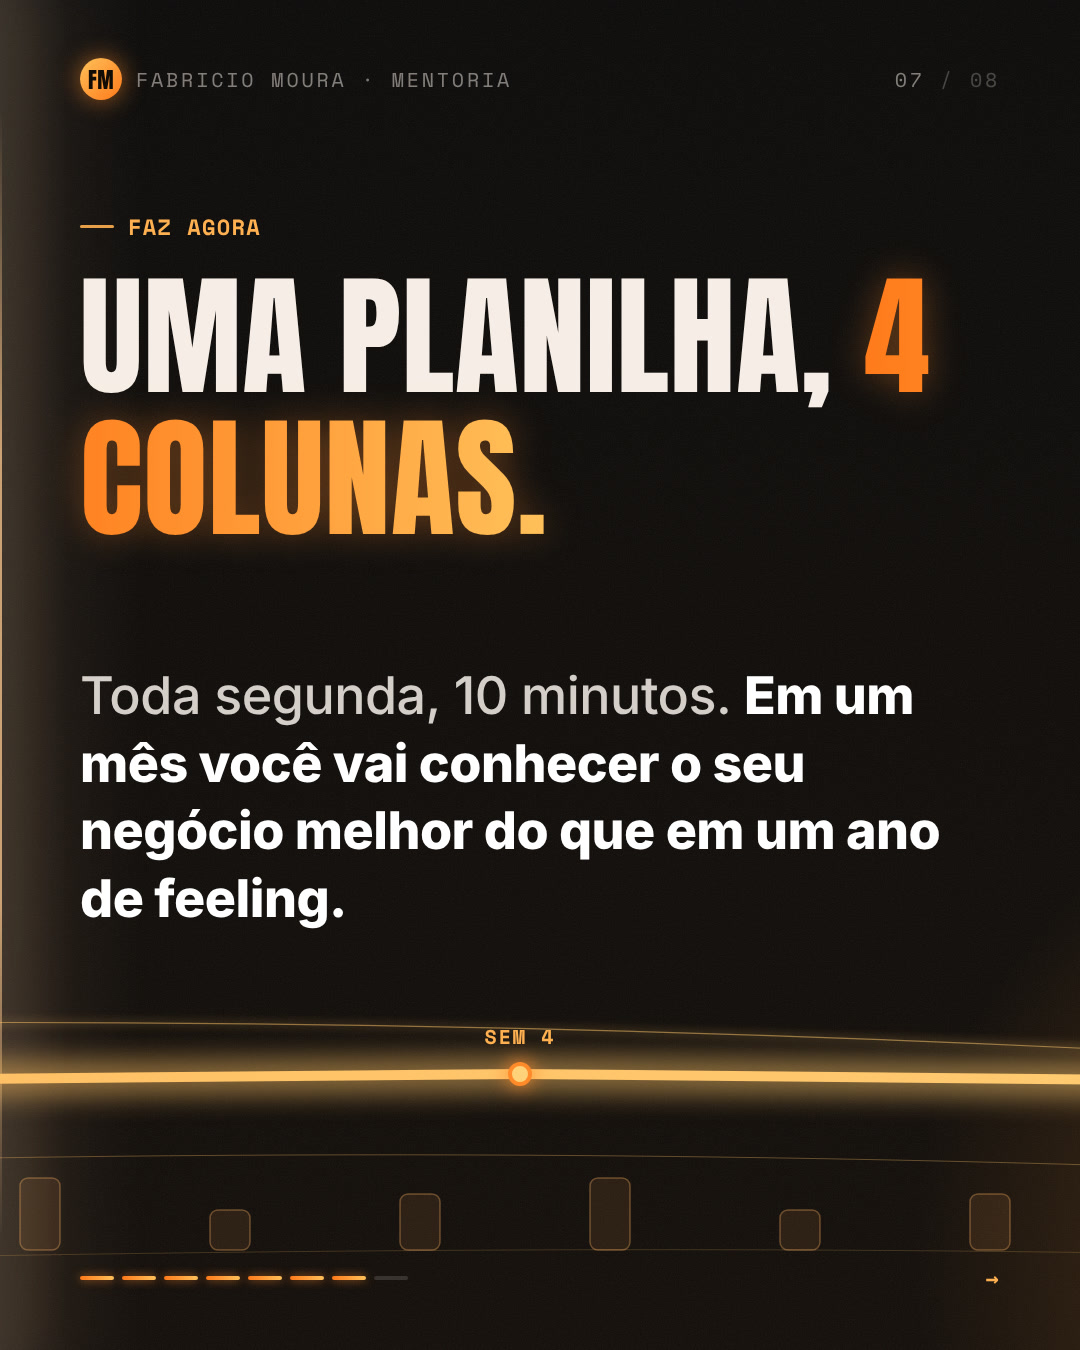 FM FABRICIO MOURA · MENTORIA
07 / 08
FAZ AGORA
UMA PLANILHA, 4
COLUNAS.
Toda segunda, 10 minutos. Em um
mês você vai conhecer o seu
negócio melhor do que em um ano
de feeling.
SEM 4
→